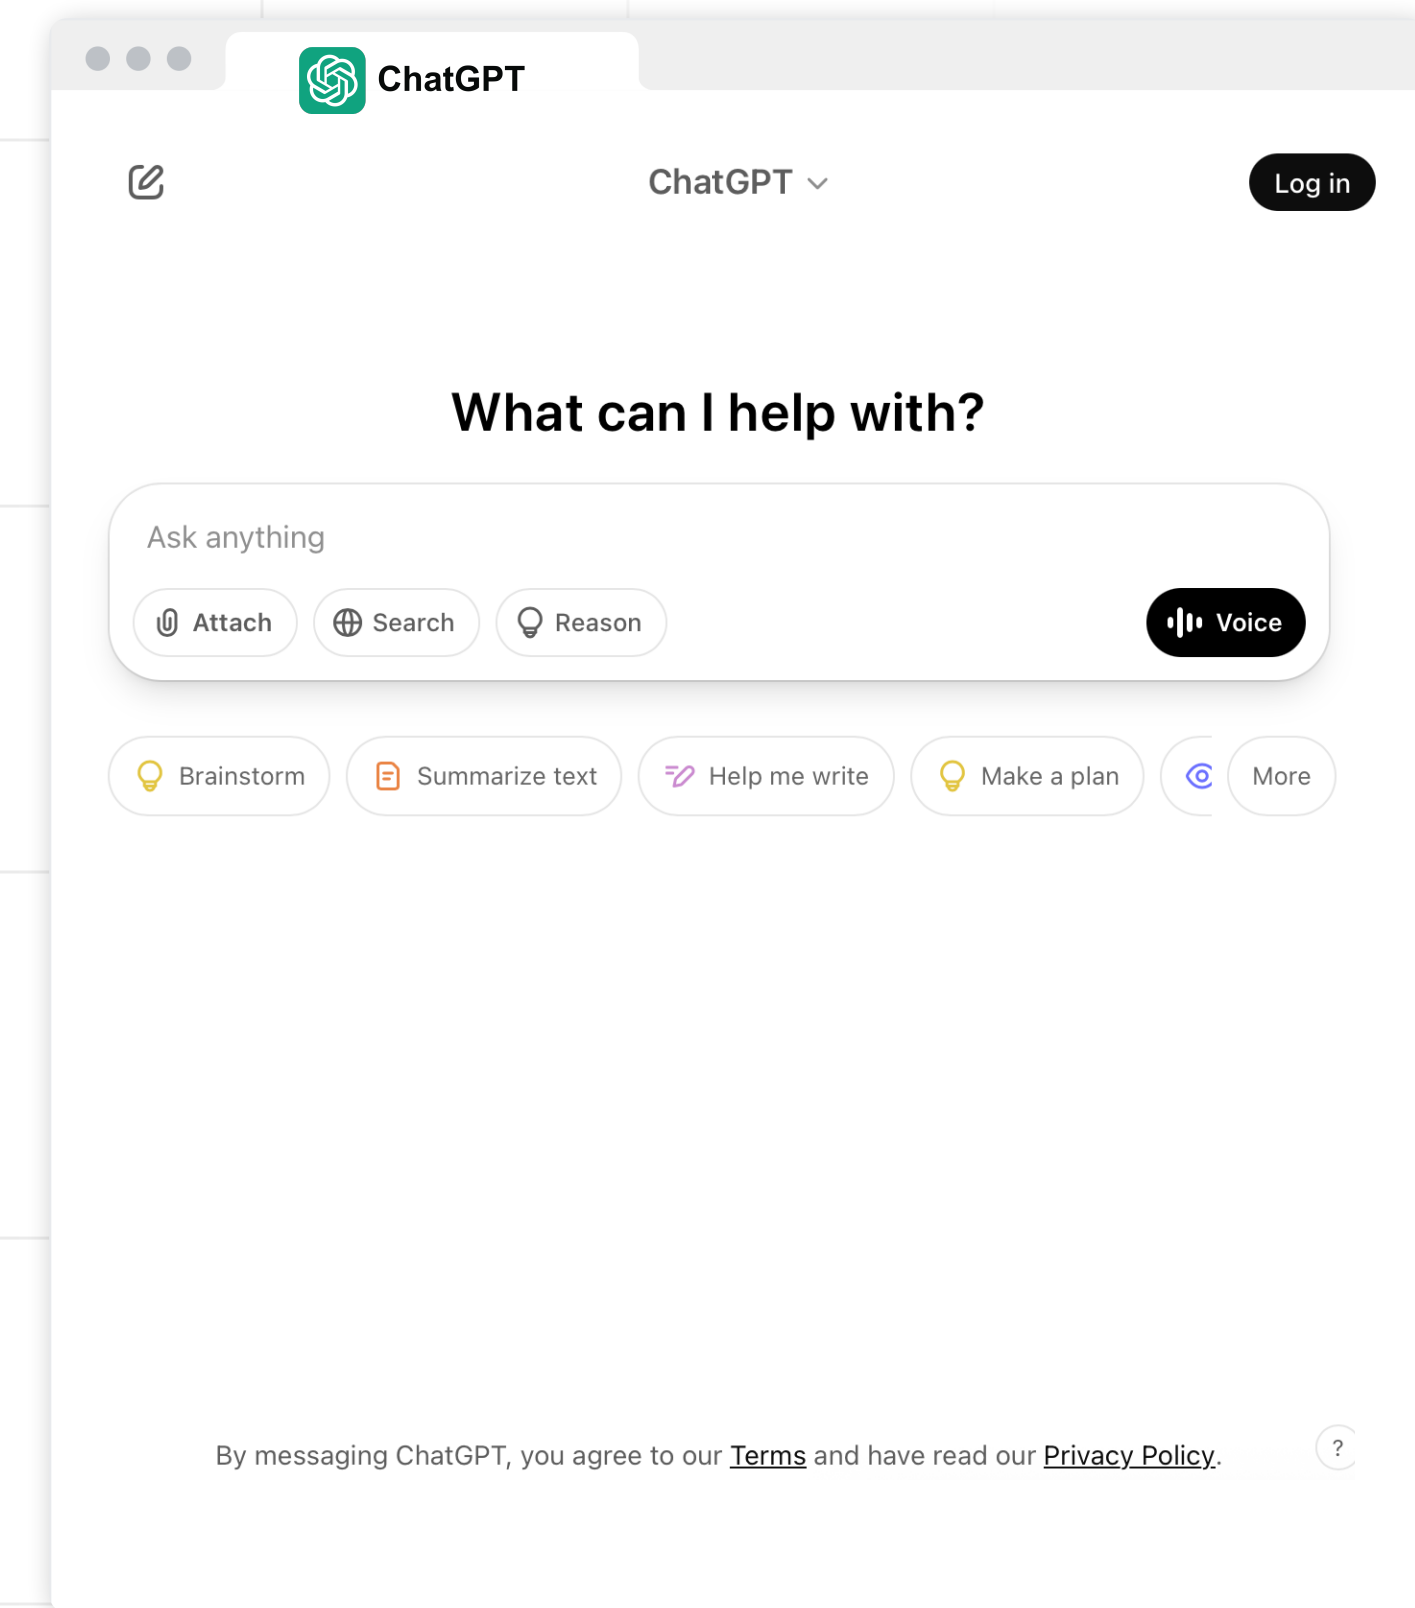 ChatGPT
ChatGPT
Log in
What can I help with?
Ask anything
Attach
Search
Reason
Voice
Brainstorm
Summarize text
Help me write
Make a plan
More
By messaging ChatGPT, you agree to our Terms and have read our Privacy Policy.
?